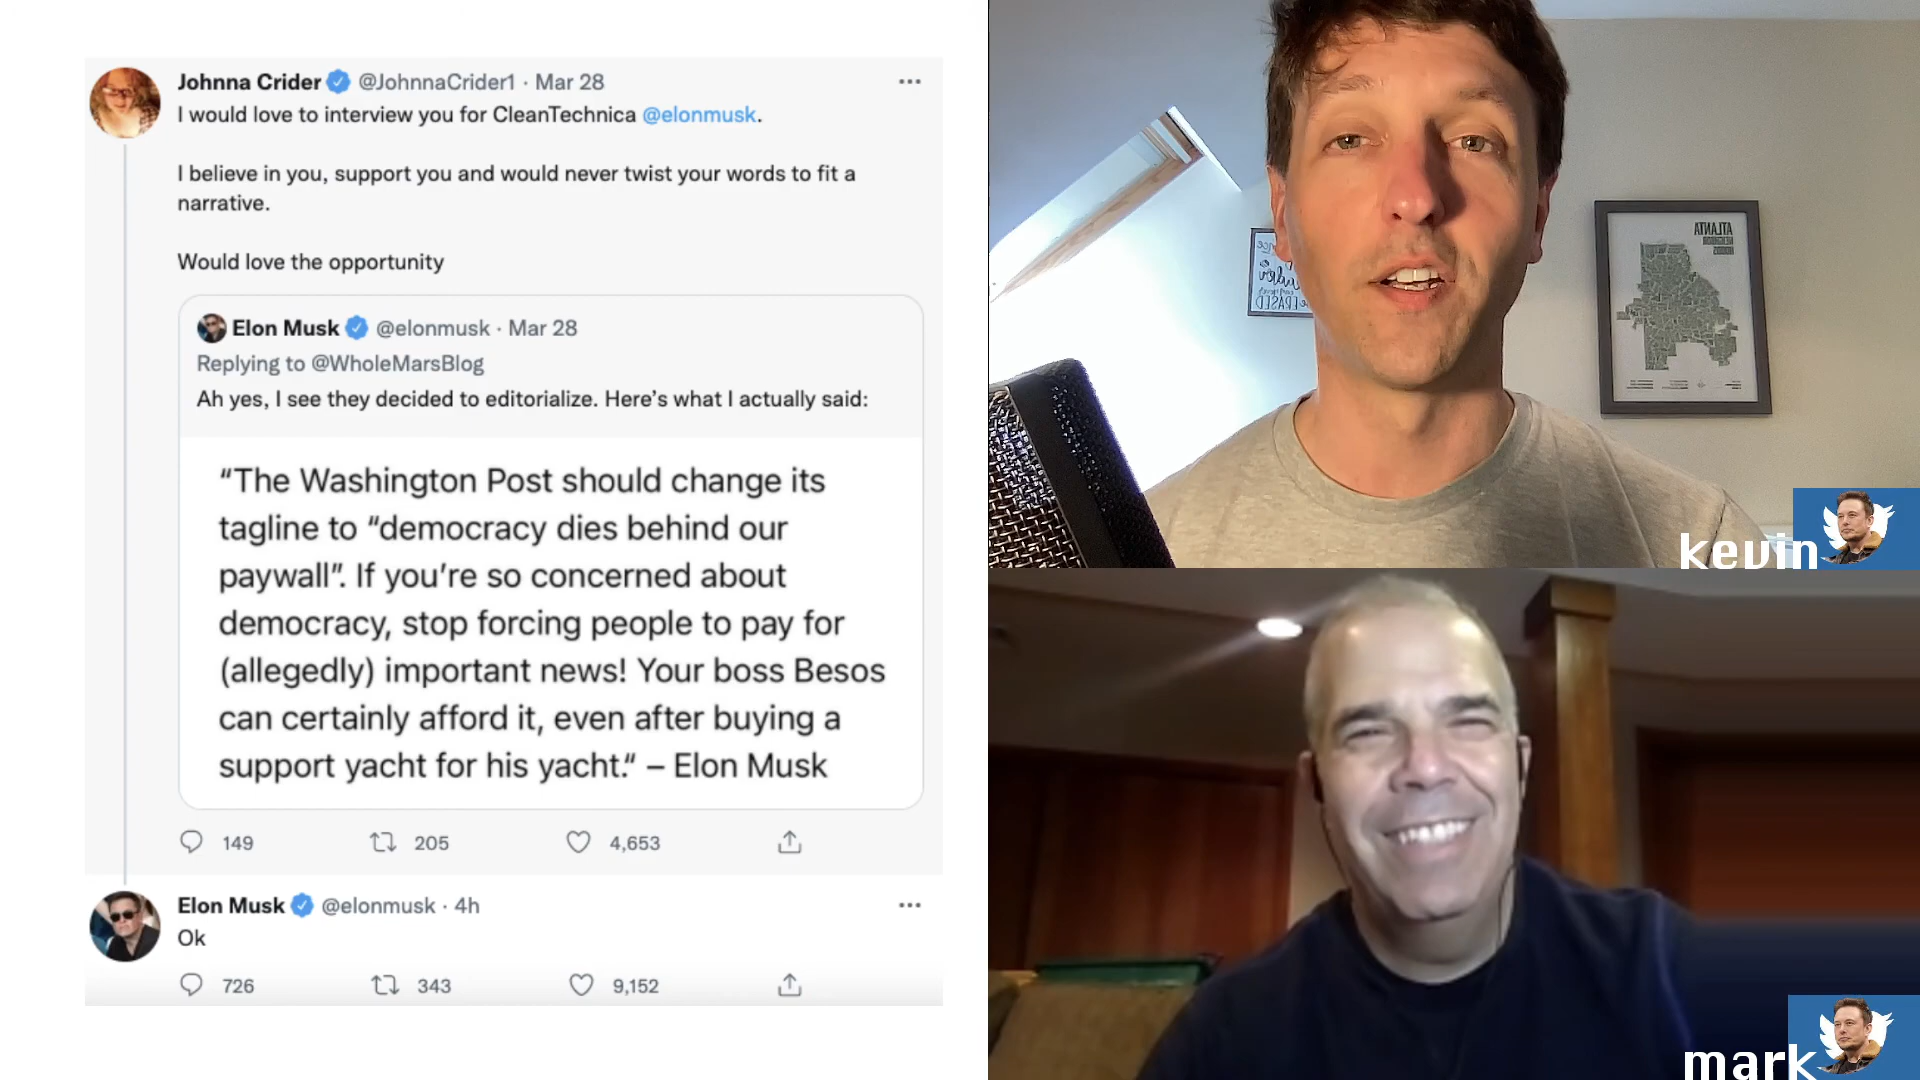 Johnna Crider @JohnnaCrider1 · Mar 28
I would love to interview you for CleanTechnica @elonmusk.
I believe in you, support you and would never twist your words to fit a
narrative.
Would love the opportunity
Elon Musk @elonmusk · Mar 28
Replying to @WholeMarsBlog
Ah yes, I see they decided to editorialize. Here’s what I actually said:
“The Washington Post should change its
tagline to “democracy dies behind our
paywall”. If you’re so concerned about
democracy, stop forcing people to pay for
(allegedly) important news! Your boss Besos
can certainly afford it, even after buying a
support yacht for his yacht.“ – Elon Musk
149 205 4,653
Elon Musk @elonmusk · 4h
Ok
726 343 9,152
ATLANTA
kevin
mark